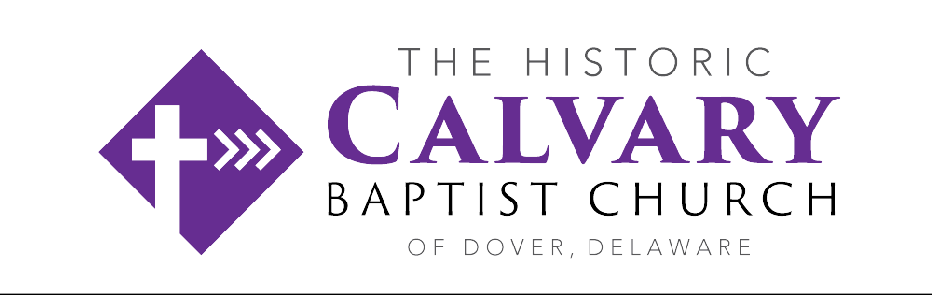 THE HISTORIC
CALVARY
BAPTIST CHURCH
OF DOVER, DELAWARE